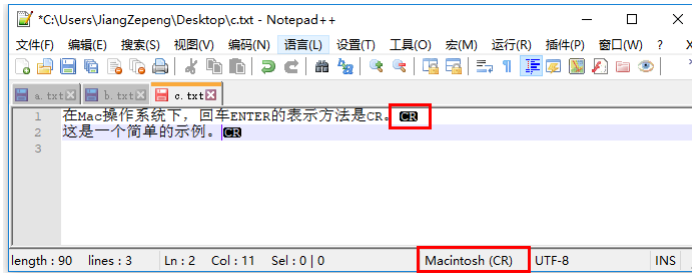 *C:\Users\JiangZepeng\Desktop\c.txt - Notepad++
文件(F) 编辑(E) 搜索(S) 视图(V) 编码(N) 语言(L) 设置(T) 工具(O) 宏(M) 运行(R) 插件(P) 窗口(W) ? X
a.txt b.txt c.txt
1 在Mac操作系统下，回车ENTER的表示方法是CR。CR
2 这是一个简单的示例。CR
3
length : 90 lines : 3 Ln : 2 Col : 11 Sel : 0 | 0 Macintosh (CR) UTF-8 INS